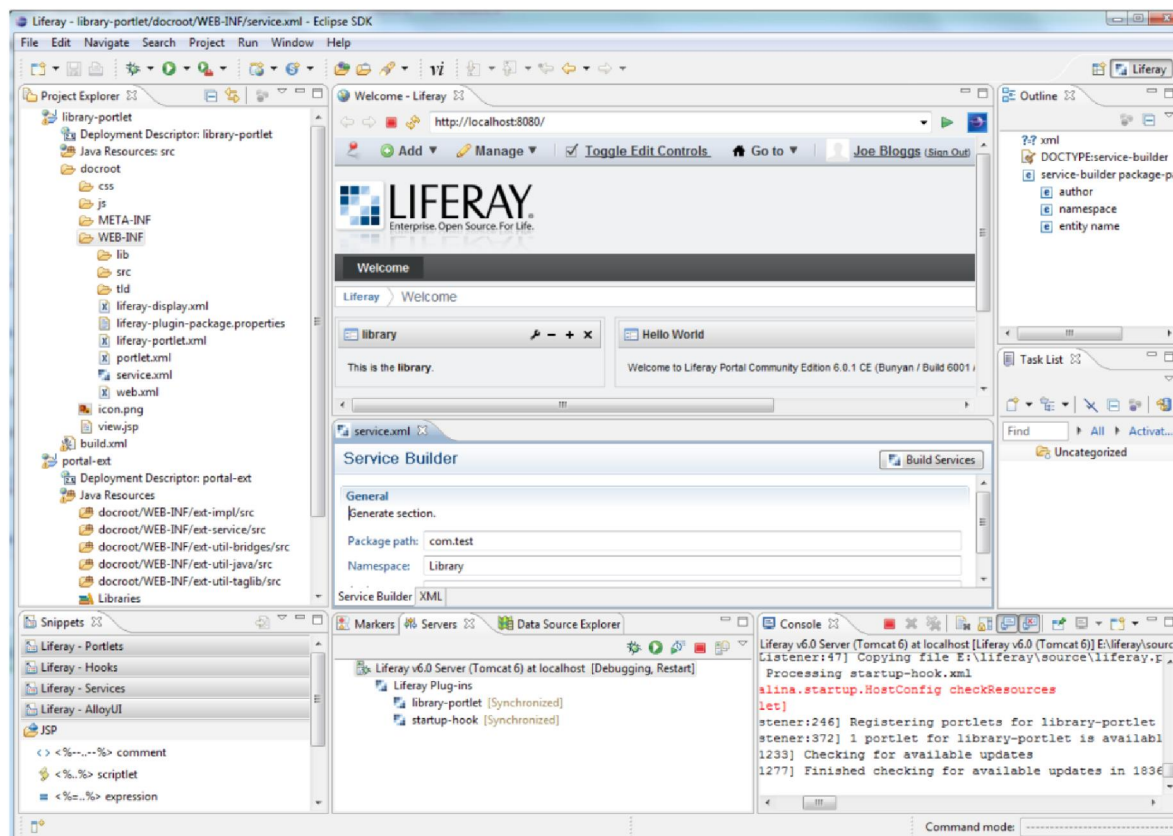 Liferay - library-portlet/docroot/WEB-INF/service.xml - Eclipse SDK
File Edit Navigate Search Project Run Window Help
vi
Liferay
Project Explorer
library-portlet
Deployment Descriptor: library-portlet
Java Resources: src
docroot
css
js
META-INF
WEB-INF
lib
src
tld
liferay-display.xml
liferay-plugin-package.properties
liferay-portlet.xml
portlet.xml
service.xml
web.xml
icon.png
view.jsp
build.xml
portal-ext
Deployment Descriptor: portal-ext
Java Resources
docroot/WEB-INF/ext-impl/src
docroot/WEB-INF/ext-service/src
docroot/WEB-INF/ext-util-bridges/src
docroot/WEB-INF/ext-util-java/src
docroot/WEB-INF/ext-util-taglib/src
Libraries
Welcome - Liferay
http://localhost:8080/
Add Manage Toggle Edit Controls Go to Joe Bloggs (Sign Out)
LIFERAY.
Enterprise. Open Source. For Life.
Welcome
Liferay Welcome
library
This is the library.
Hello World
Welcome to Liferay Portal Community Edition 6.0.1 CE (Bunyan / Build 6001 /
service.xml
Service Builder
Build Services
General
Generate section.
Package path: com.test
Namespace: Library
Service Builder XML
Outline
?-? xml
DOCTYPE:service-builder
service-builder package-pa
author
namespace
entity name
Task List
Find All Activat...
Uncategorized
Snippets
Liferay - Portlets
Liferay - Hooks
Liferay - Services
Liferay - AlloyUI
JSP
<%--..--%> comment
<%..%> scriptlet
<%=..%> expression
Markers Servers Data Source Explorer
Liferay v6.0 Server (Tomcat 6) at localhost [Debugging, Restart]
Liferay Plug-ins
library-portlet [Synchronized]
startup-hook [Synchronized]
Console
Liferay v6.0 Server (Tomcat 6) at localhost [Liferay v6.0 (Tomcat 6)] E:\liferay\sourc
Listener:47] Copying file E:\liferay\source\liferay.p
Processing startup-hook.xml
alina.startup.HostConfig checkResources
let]
stener:246] Registering portlets for library-portlet
stener:372] 1 portlet for library-portlet is availabl
1233] Checking for available updates
1277] Finished checking for available updates in 1836
Command mode: